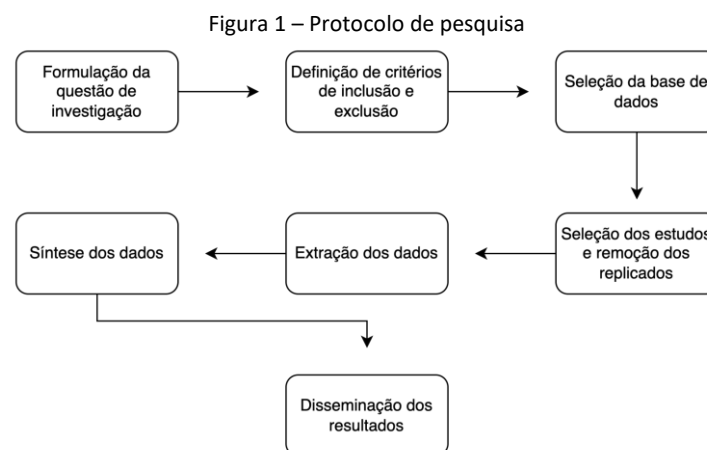 Figura 1 – Protocolo de pesquisa
Formulação da
questão de
investigação
Definição de critérios
de inclusão e
exclusão
Seleção da base de
dados
Seleção dos estudos
e remoção dos
replicados
Extração dos dados
Síntese dos dados
Disseminação dos
resultados